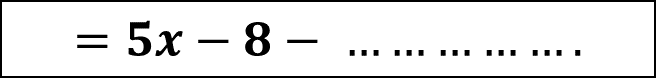 = 5x − 8 − … … … … … .